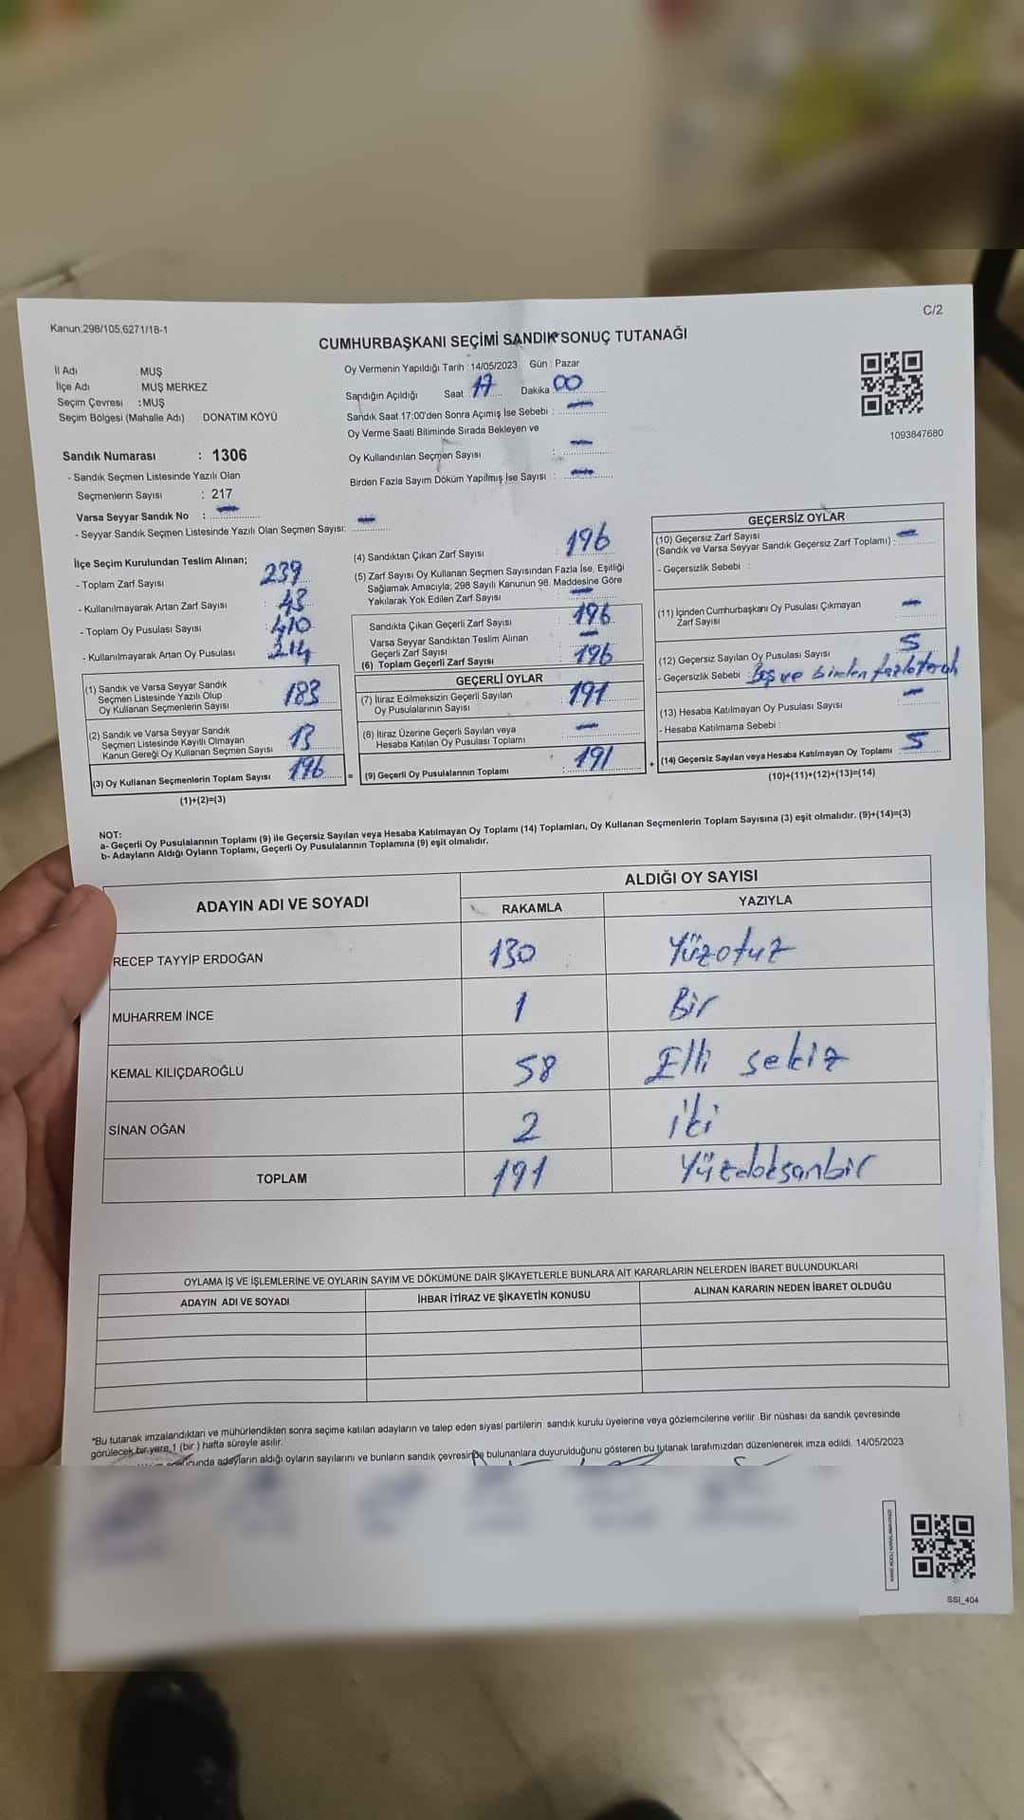 Kanun.298/105,6271/18-1
C/2
CUMHURBAŞKANI SEÇİMİ SANDIK SONUÇ TUTANAĞI
İl Adı : MUŞ
İlçe Adı MUŞ MERKEZ
Seçim Çevresi : MUŞ
Seçim Bölgesi (Mahalle Adı) DONATIM KÖYÜ
Oy Vermenin Yapıldığı Tarih : 14/05/2023 Gün : Pazar
Sandığın Açıldığı Saat 17 Dakika 00
Sandık Saat 17:00'den Sonra Açımış İse Sebebi : -
Oy Verme Saati Bitiminde Sırada Bekleyen ve
Oy Kullandırılan Seçmen Sayısı : -
Birden Fazla Sayım Döküm Yapılmış İse Sayısı : -
1093847680
Sandık Numarası : 1306
- Sandık Seçmen Listesinde Yazılı Olan
Seçmenlerin Sayısı : 217
Varsa Seyyar Sandık No : -
- Seyyar Sandık Seçmen Listesinde Yazılı Olan Seçmen Sayısı: -
İlçe Seçim Kurulundan Teslim Alınan;
- Toplam Zarf Sayısı 239
- Kullanılmayarak Artan Zarf Sayısı : 43
- Toplam Oy Pusulası Sayısı : 410
- Kullanılmayarak Artan Oy Pusulası : 214
(1) Sandık ve Varsa Seyyar Sandık
Seçmen Listesinde Yazılı Olup
Oy Kullanan Seçmenlerin Sayısı : 183
(2) Sandık ve Varsa Seyyar Sandık
Seçmen Listesinde Kayıtlı Olmayan
Kanun Gereği Oy Kullanan Seçmen Sayısı : 13
(3) Oy Kullanan Seçmenlerin Toplam Sayısı : 196
(1)+(2)=(3)
=
(4) Sandıktan Çıkan Zarf Sayısı : 196
(5) Zarf Sayısı Oy Kullanan Seçmen Sayısından Fazla İse, Eşitliği
Sağlamak Amacıyla; 298 Sayılı Kanunun 98. Maddesine Göre
Yakılarak Yok Edilen Zarf Sayısı : -
Sandıkta Çıkan Geçerli Zarf Sayısı : 196
Varsa Seyyar Sandıktan Teslim Alınan
Geçerli Zarf Sayısı : -
(6) Toplam Geçerli Zarf Sayısı : 196
GEÇERLİ OYLAR
(7) İtiraz Edilmeksizin Geçerli Sayılan
Oy Pusulalarının Sayısı : 191
(8) İtiraz Üzerine Geçerli Sayılan veya
Hesaba Katılan Oy Pusulası Toplamı : -
(9) Geçerli Oy Pusulalarının Toplamı : 191
+
GEÇERSİZ OYLAR
(10) Geçersiz Zarf Sayısı
(Sandık ve Varsa Seyyar Sandık Geçersiz Zarf Toplamı) : -
- Geçersizlik Sebebi :
(11) İçinden Cumhurbaşkanı Oy Pusulası Çıkmayan
Zarf Sayısı : -
(12) Geçersiz Sayılan Oy Pusulası Sayısı : 5
- Geçersizlik Sebebi : Boş ve birden fazla tercih
(13) Hesaba Katılmayan Oy Pusulası Sayısı : -
- Hesaba Katılmama Sebebi :
(14) Geçersiz Sayılan veya Hesaba Katılmayan Oy Toplamı : 5
(10)+(11)+(12)+(13)=(14)
NOT:
a- Geçerli Oy Pusulalarının Toplamı (9) ile Geçersiz Sayılan veya Hesaba Katılmayan Oy Toplamı (14) Toplamları, Oy Kullanan Seçmenlerin Toplam Sayısına (3) eşit olmalıdır. (9)+(14)=(3)
b- Adayların Aldığı Oyların Toplamı, Geçerli Oy Pusulalarının Toplamına (9) eşit olmalıdır.
ADAYIN ADI VE SOYADI ALDIĞI OY SAYISI
RAKAMLA YAZIYLA
RECEP TAYYİP ERDOĞAN 130 Yüzotuz
MUHARREM İNCE 1 Bir
KEMAL KILIÇDAROĞLU 58 Elli sekiz
SİNAN OĞAN 2 iki
TOPLAM 191 Yüzdoksanbir
OYLAMA İŞ VE İŞLEMLERİNE VE OYLARIN SAYIM VE DÖKÜMÜNE DAİR ŞİKAYETLERLE BUNLARA AİT KARARLARIN NELERDEN İBARET BULUNDUKLARI
ADAYIN ADI VE SOYADI İHBAR İTİRAZ VE ŞİKAYETİN KONUSU ALINAN KARARIN NEDEN İBARET OLDUĞU
*Bu tutanak imzalandıktan ve mühürlendikten sonra seçime katılan adayların ve talep eden siyasi partilerin sandık kurulu üyelerine veya gözlemcilerine verilir. Bir nüshası da sandık çevresinde
görülecek bir yere 1 (bir ) hafta süreyle asılır.
adayların aldığı oyların sayılarını ve bunların sandık çevresinde bulunanlara duyurulduğunu gösteren bu tutanak tarafımızdan düzenlenerek imza edildi. 14/05/2023
SSI_404